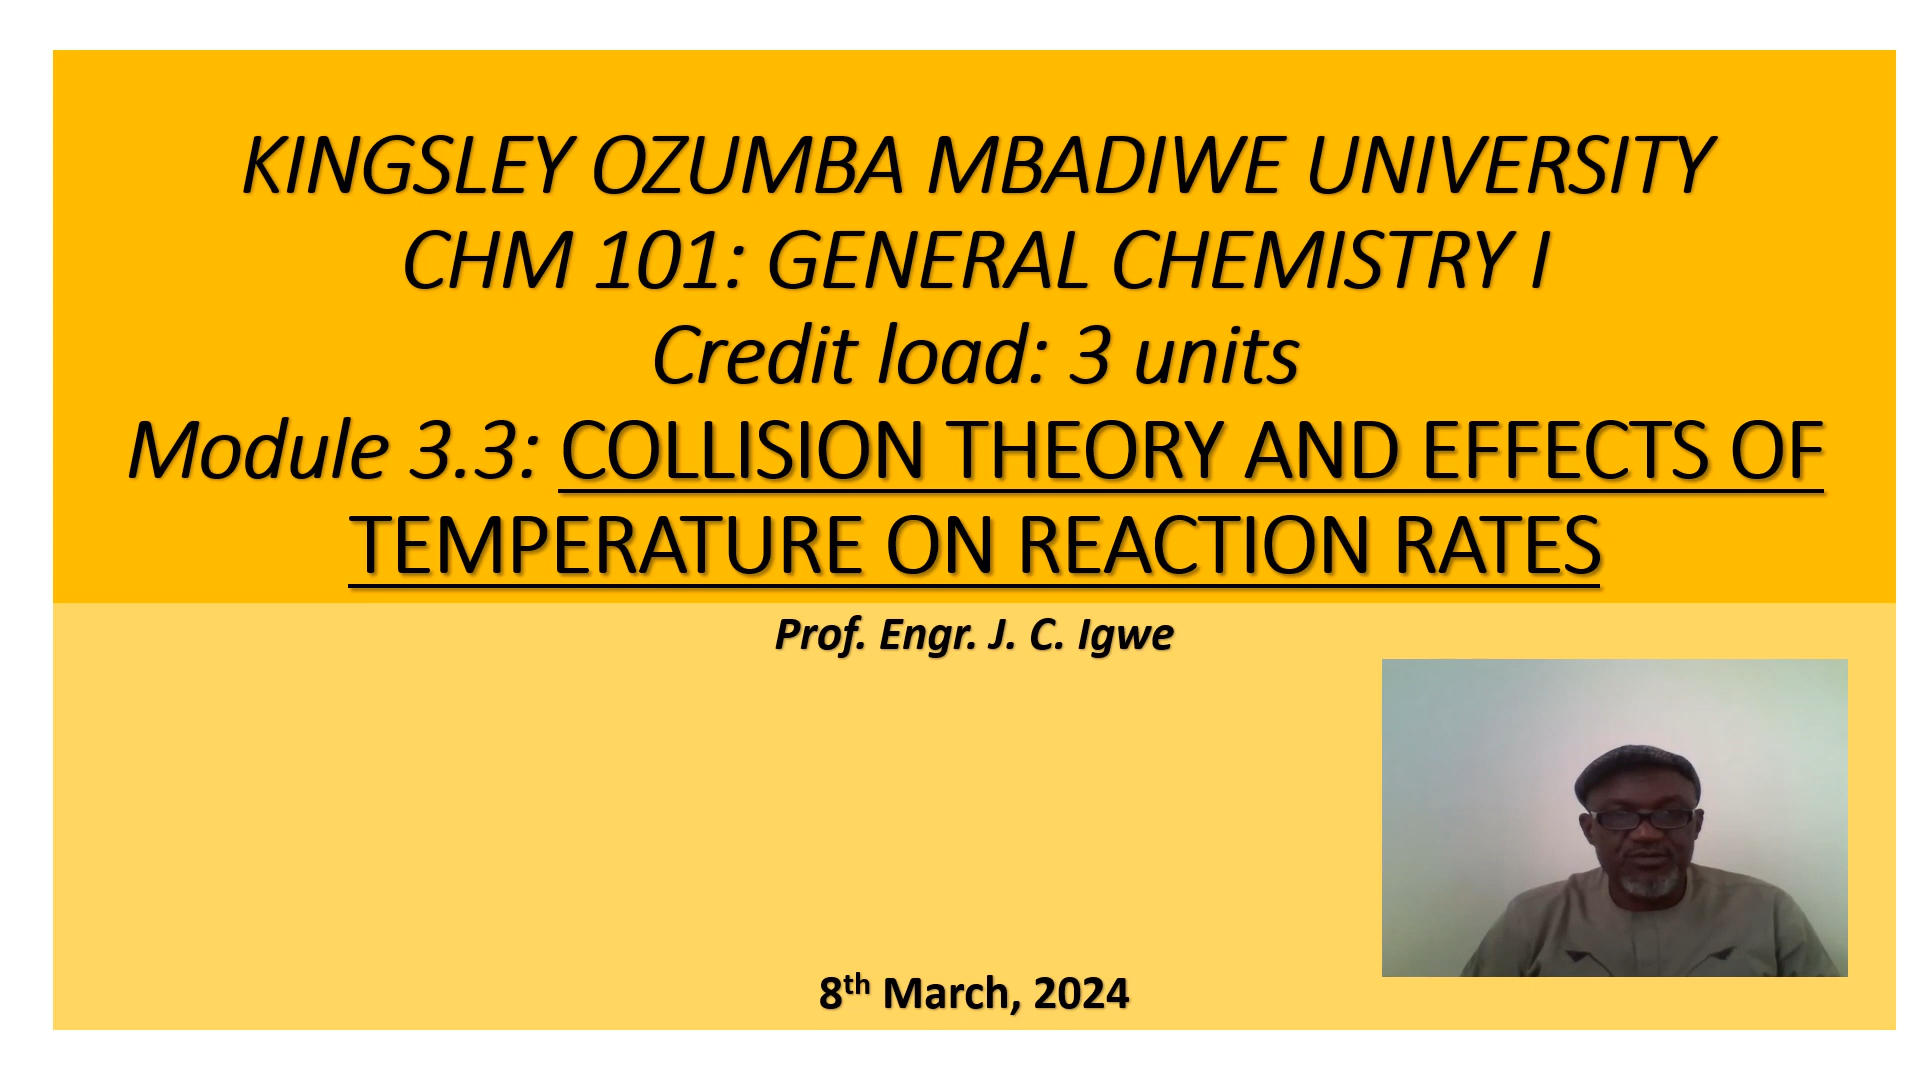 KINGSLEY OZUMBA MBADIWE UNIVERSITY
CHM 101: GENERAL CHEMISTRY I
Credit load: 3 units
Module 3.3: COLLISION THEORY AND EFFECTS OF
TEMPERATURE ON REACTION RATES
Prof. Engr. J. C. Igwe
8th March, 2024